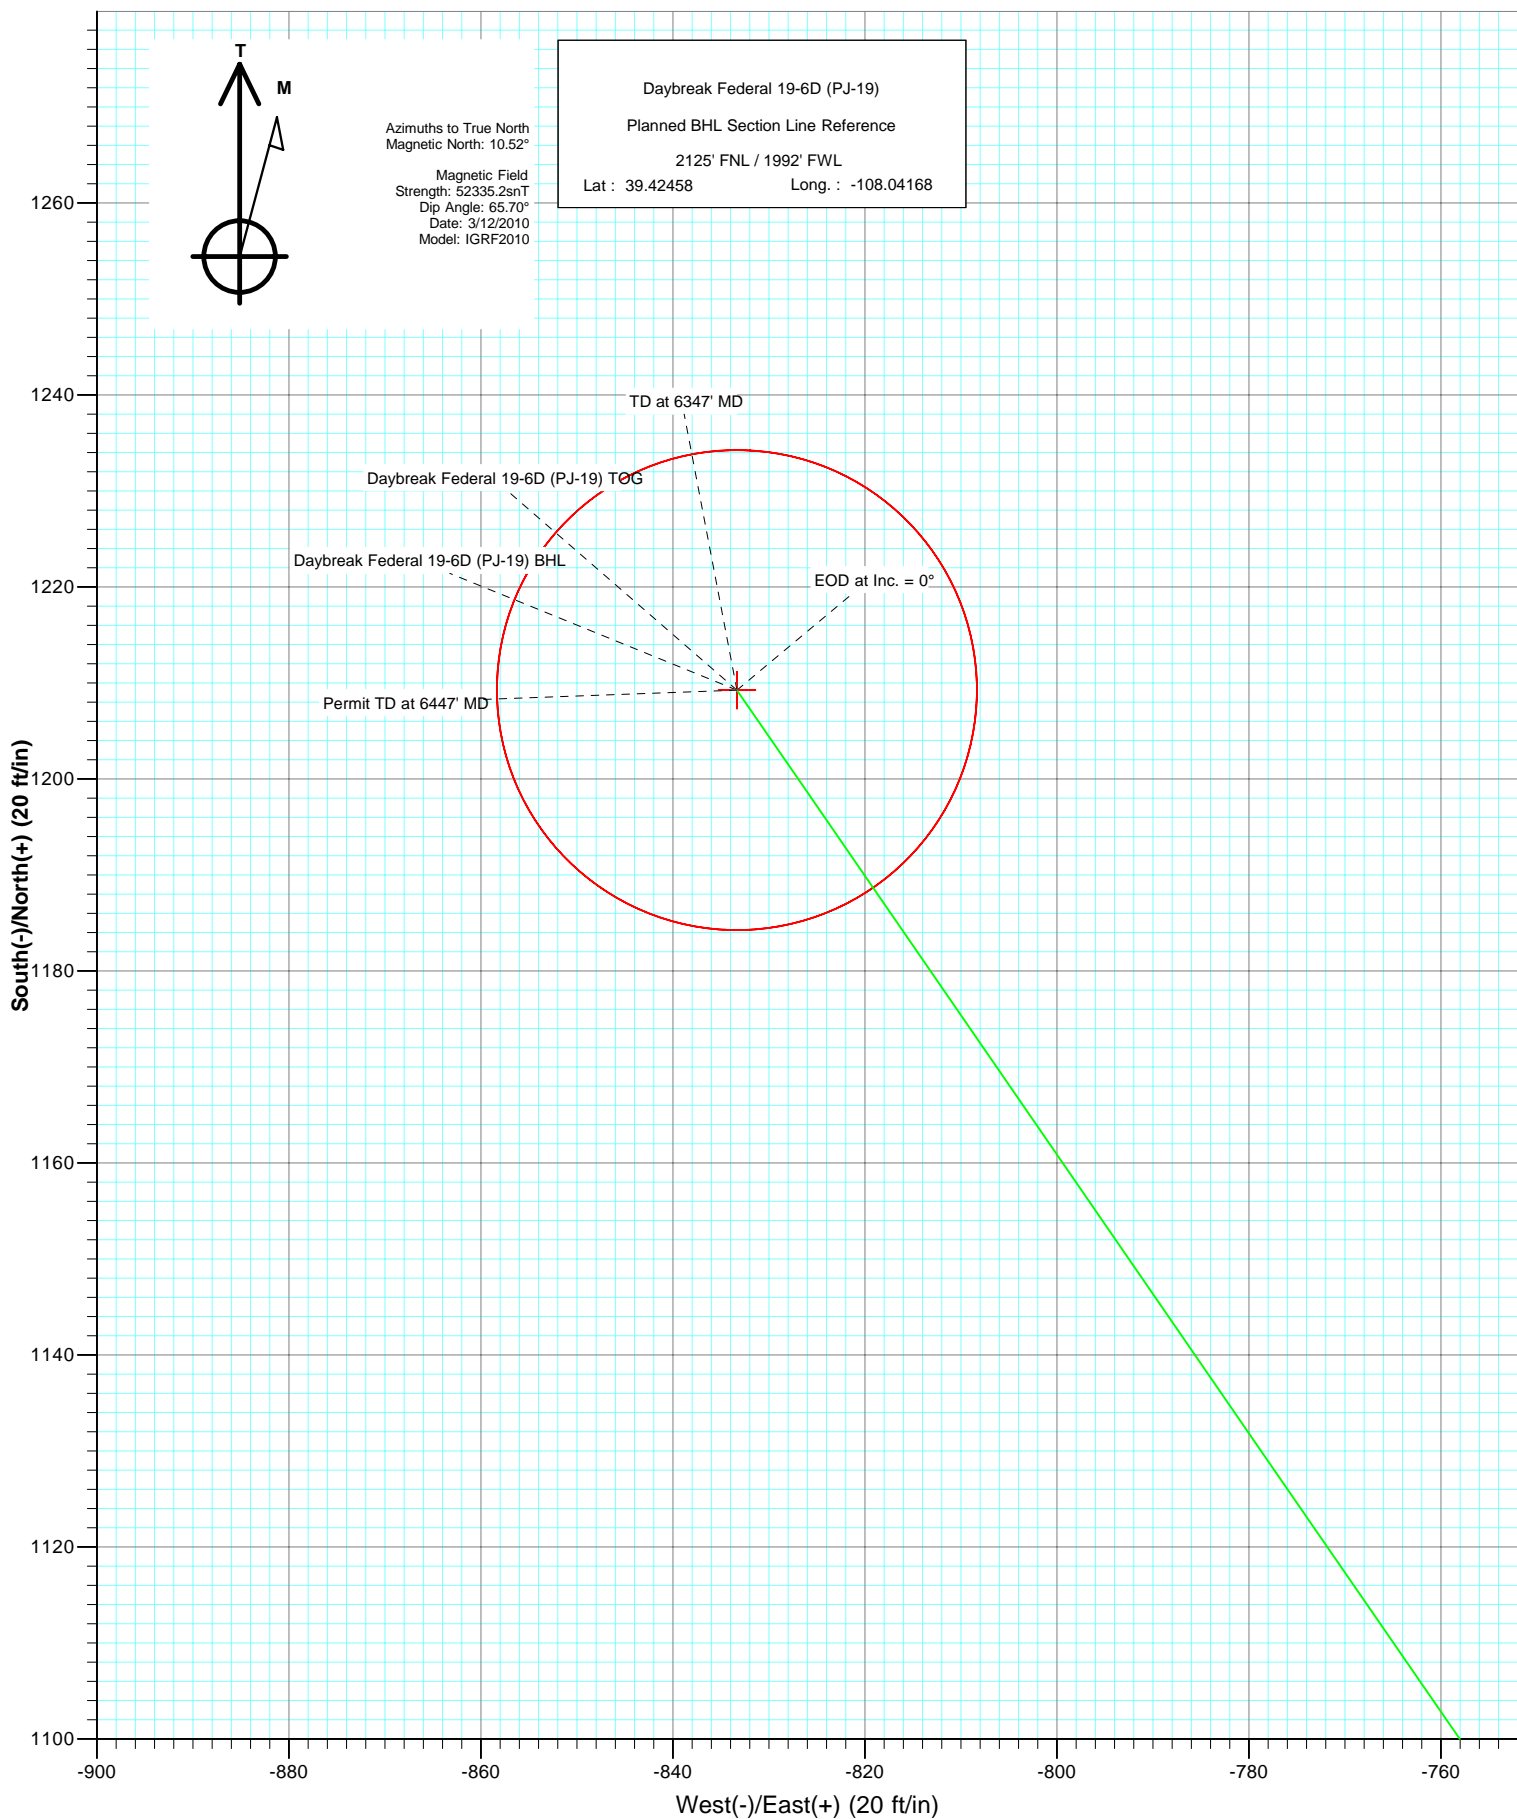 T
M
Azimuths to True North
Magnetic North: 10.52°
Magnetic Field
Strength: 52335.2snT
Dip Angle: 65.70°
Date: 3/12/2010
Model: IGRF2010
Daybreak Federal 19-6D (PJ-19)
Planned BHL Section Line Reference
2125' FNL / 1992' FWL
Lat : 39.42458 Long. : -108.04168
TD at 6347' MD
Daybreak Federal 19-6D (PJ-19) TOG
Daybreak Federal 19-6D (PJ-19) BHL
EOD at Inc. = 0°
Permit TD at 6447' MD
South(-)/North(+) (20 ft/in)
1260
1240
1220
1200
1180
1160
1140
1120
1100
-900 -880 -860 -840 -820 -800 -780 -760
West(-)/East(+) (20 ft/in)